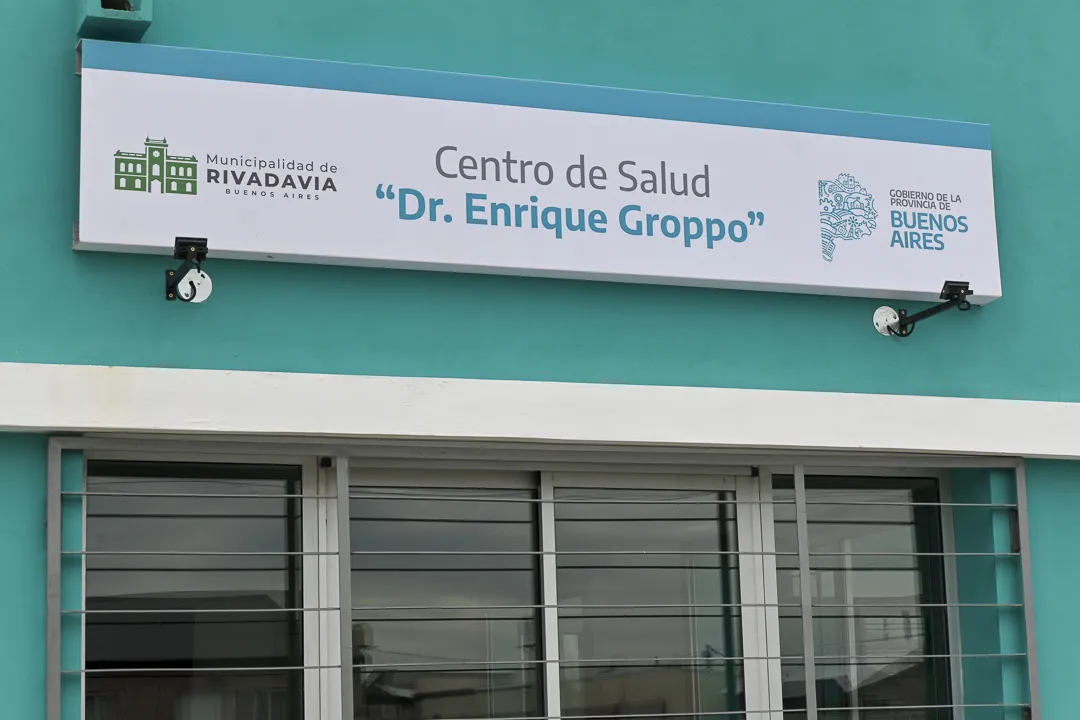 Municipalidad de
RIVADAVIA
BUENOS AIRES
Centro de Salud
“Dr. Enrique Groppo”
GOBIERNO DE LA
PROVINCIA DE
BUENOS
AIRES